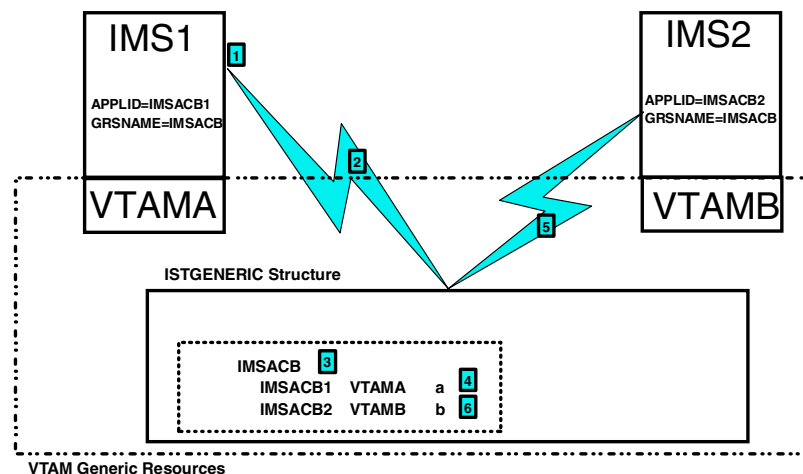 IMS1
1
APPLID=IMSACB1
GRSNAME=IMSACB
IMS2
APPLID=IMSACB2
GRSNAME=IMSACB
2
VTAMA
VTAMB
5
ISTGENERIC Structure
IMSACB 3
IMSACB1 VTAMA a 4
IMSACB2 VTAMB b 6
VTAM Generic Resources